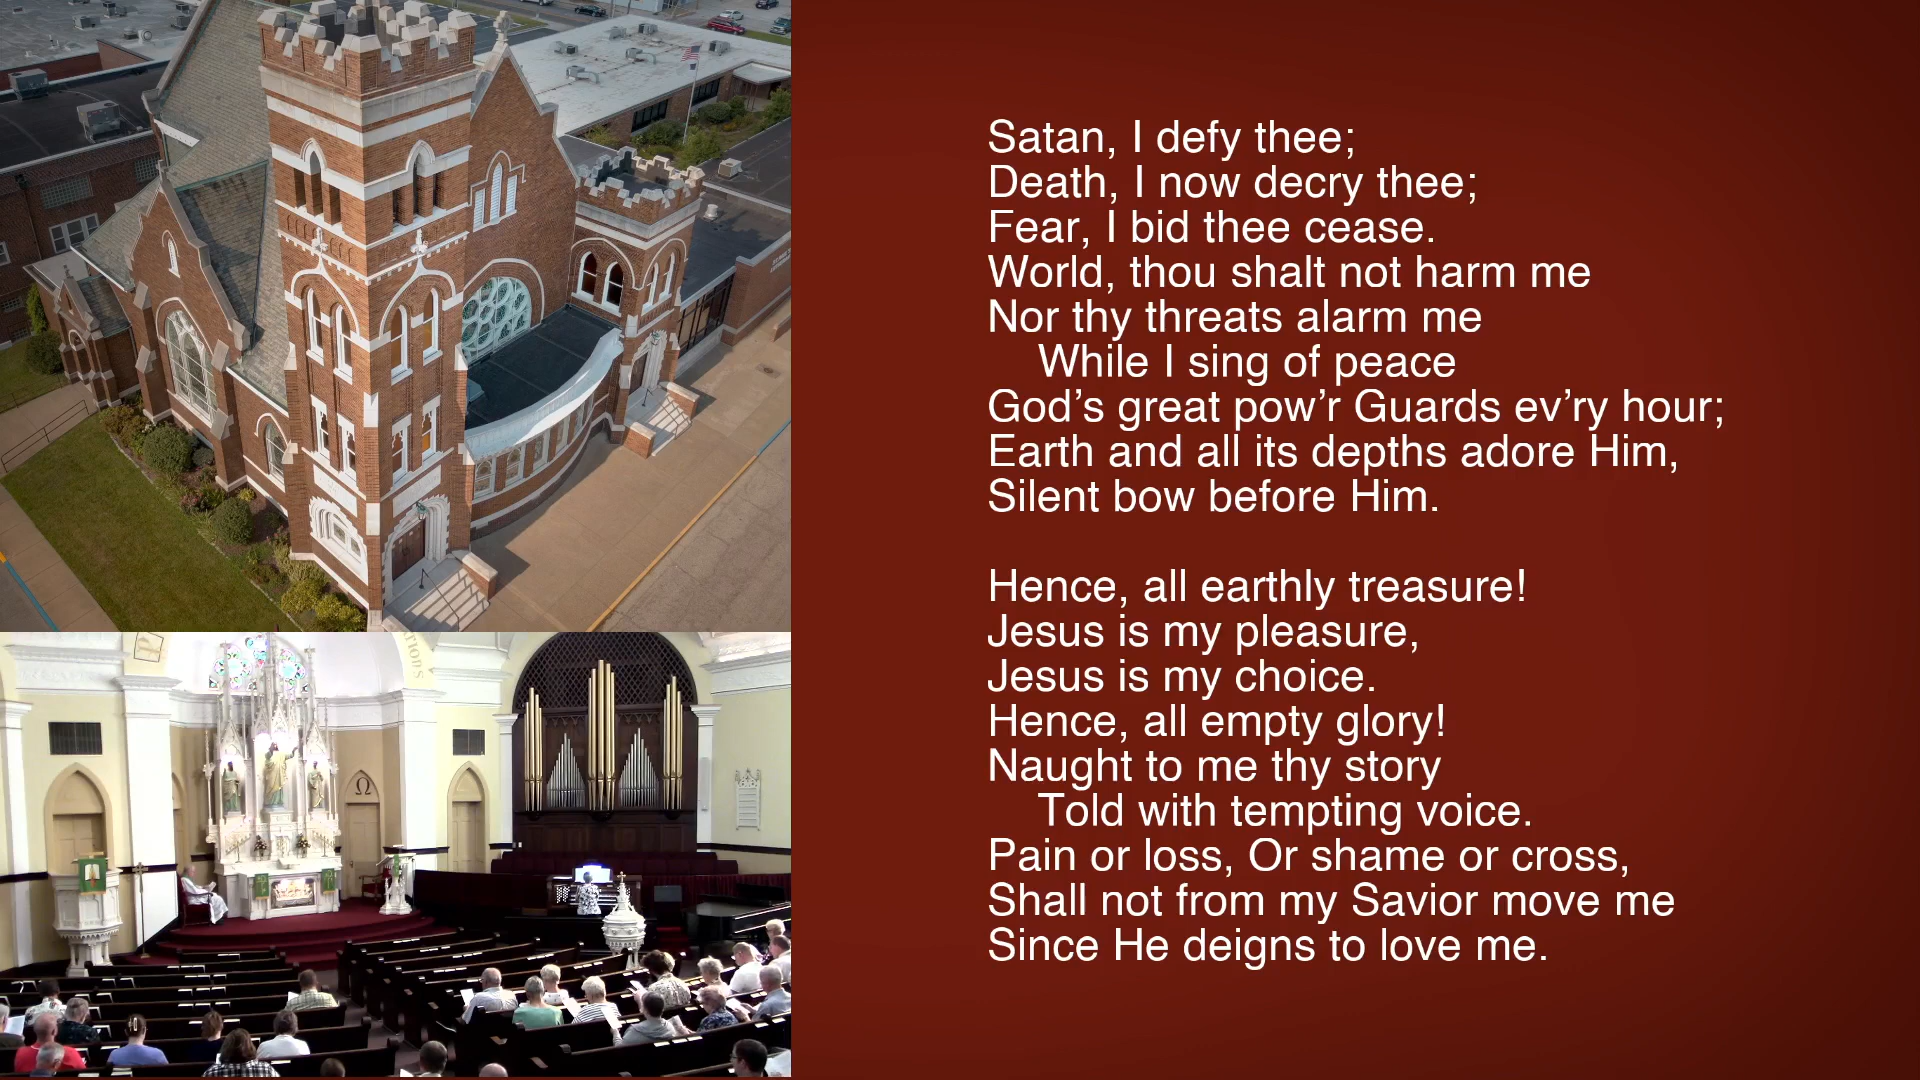 Satan, I defy thee;
Death, I now decry thee;
Fear, I bid thee cease.
World, thou shalt not harm me
Nor thy threats alarm me
While I sing of peace
God’s great pow’r Guards ev’ry hour;
Earth and all its depths adore Him,
Silent bow before Him.
Hence, all earthly treasure!
Jesus is my pleasure,
Jesus is my choice.
Hence, all empty glory!
Naught to me thy story
Told with tempting voice.
Pain or loss, Or shame or cross,
Shall not from my Savior move me
Since He deigns to love me.
Ω